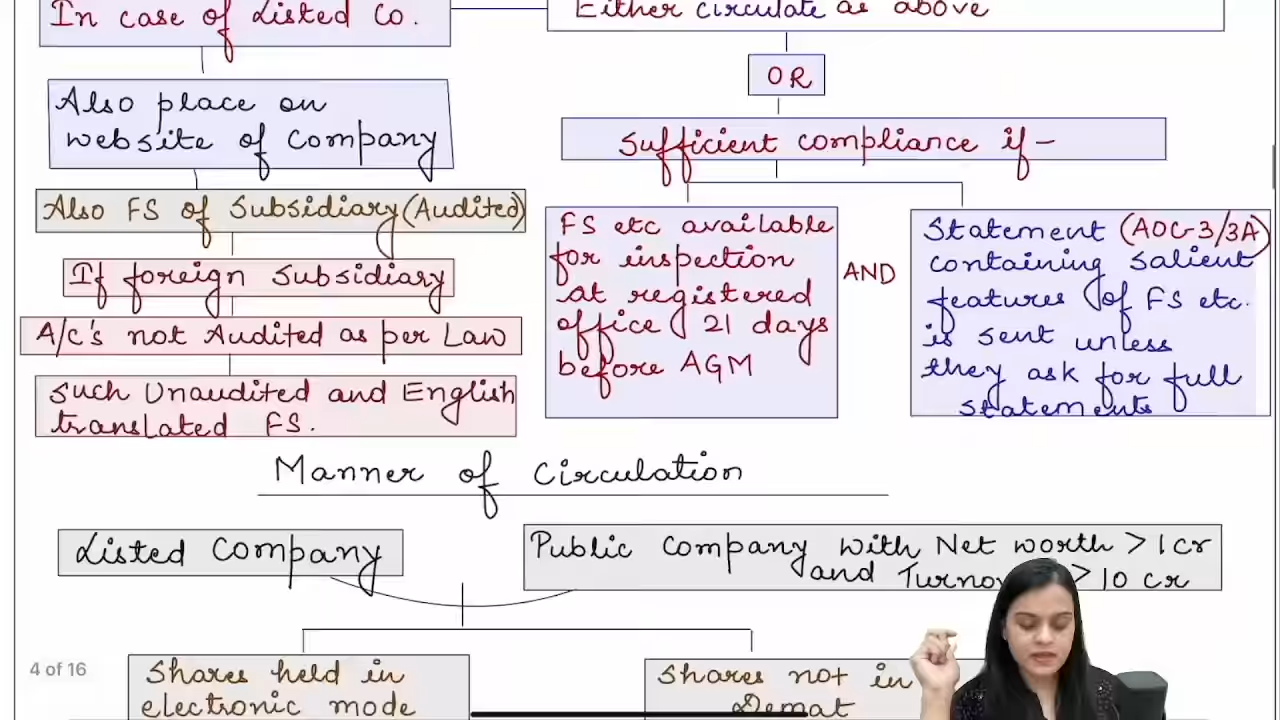 In case of Listed Co.
Either circulate as above
OR
Also place on
website of Company
Sufficient compliance if-
Also FS of Subsidiary (Audited)
If foreign Subsidiary
A/c's not Audited as per Law
Such Unaudited and English
translated FS.
FS etc available
for inspection
at registered
office 21 days
before AGM
AND
Statement (AOC-3/3A)
containing salient
features of FS etc.
is sent unless
they ask for full
statements
Manner of Circulation
Listed Company
Public Company with Net worth > 1 cr
and > 10 cr
Shares held in
electronic mode
Shares not in
Demat
4 of 16